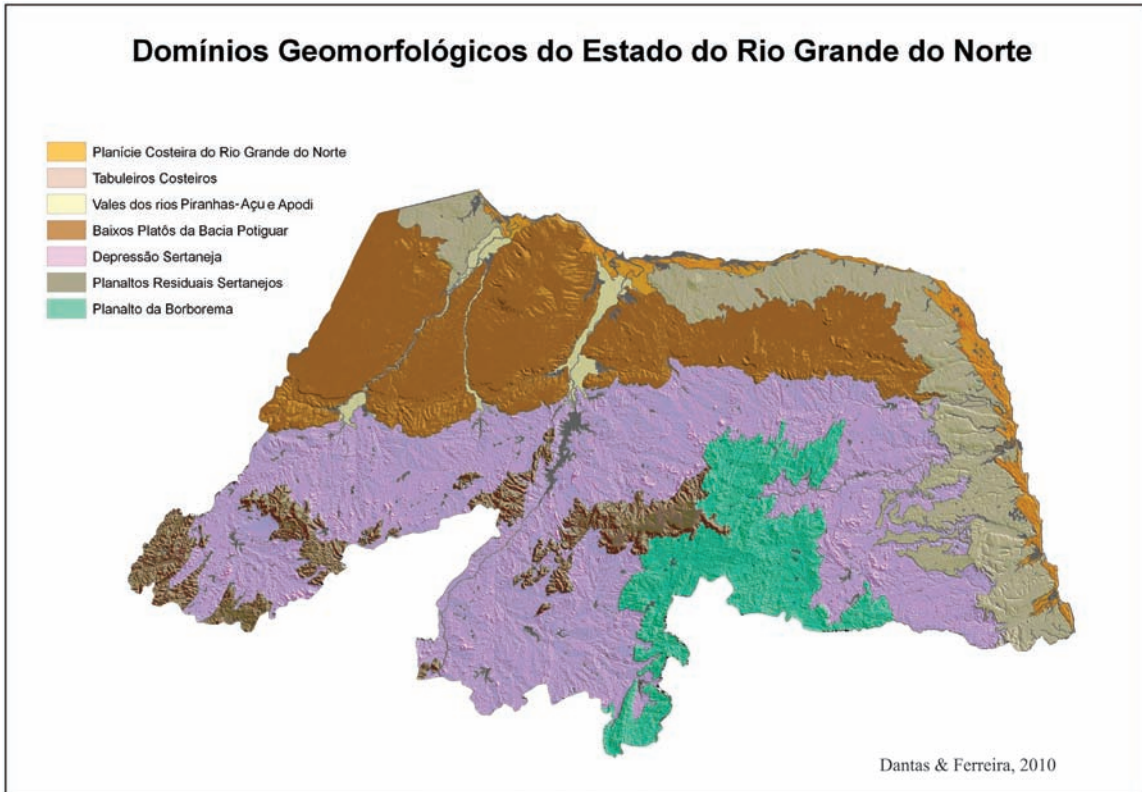 Domínios Geomorfológicos do Estado do Rio Grande do Norte
Planície Costeira do Rio Grande do Norte
Tabuleiros Costeiros
Vales dos rios Piranhas-Açu e Apodi
Baixos Platôs da Bacia Potiguar
Depressão Sertaneja
Planaltos Residuais Sertanejos
Planalto da Borborema
Dantas & Ferreira, 2010